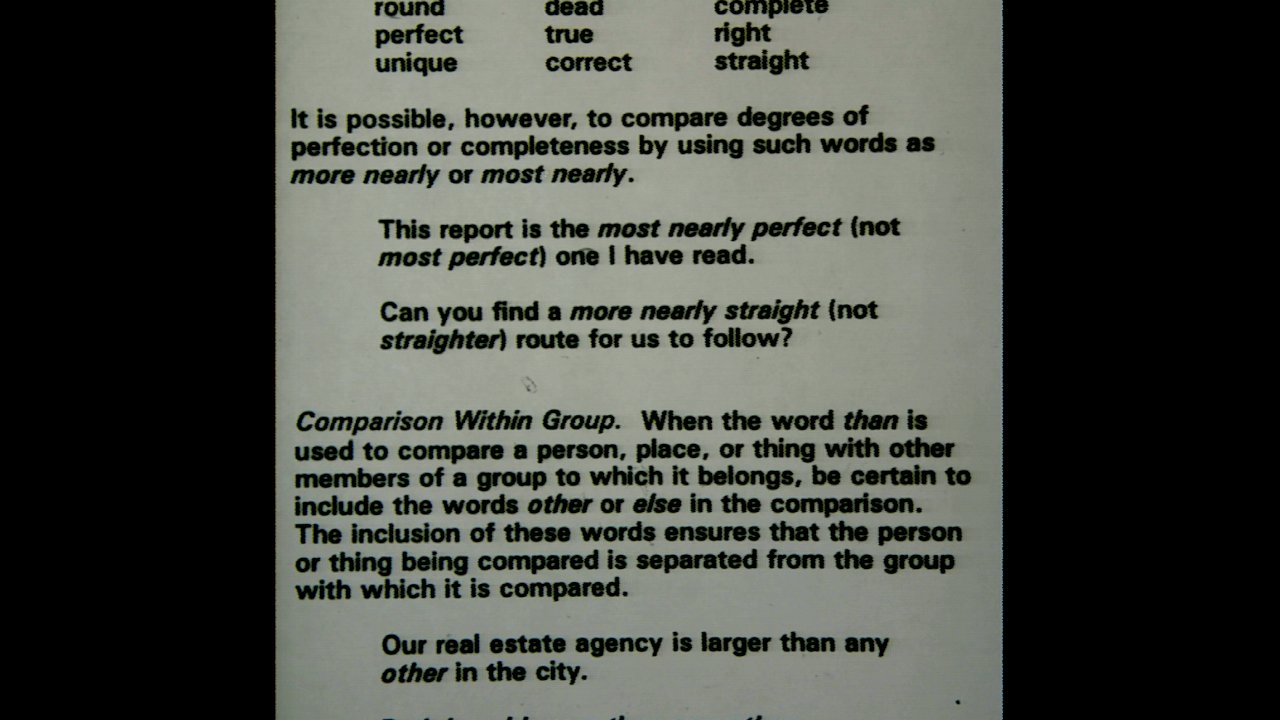 round dead complete
perfect true right
unique correct straight
It is possible, however, to compare degrees of
perfection or completeness by using such words as
more nearly or most nearly.
This report is the most nearly perfect (not
most perfect) one I have read.
Can you find a more nearly straight (not
straighter) route for us to follow?
Comparison Within Group. When the word than is
used to compare a person, place, or thing with other
members of a group to which it belongs, be certain to
include the words other or else in the comparison.
The inclusion of these words ensures that the person
or thing being compared is separated from the group
with which it is compared.
Our real estate agency is larger than any
other in the city.